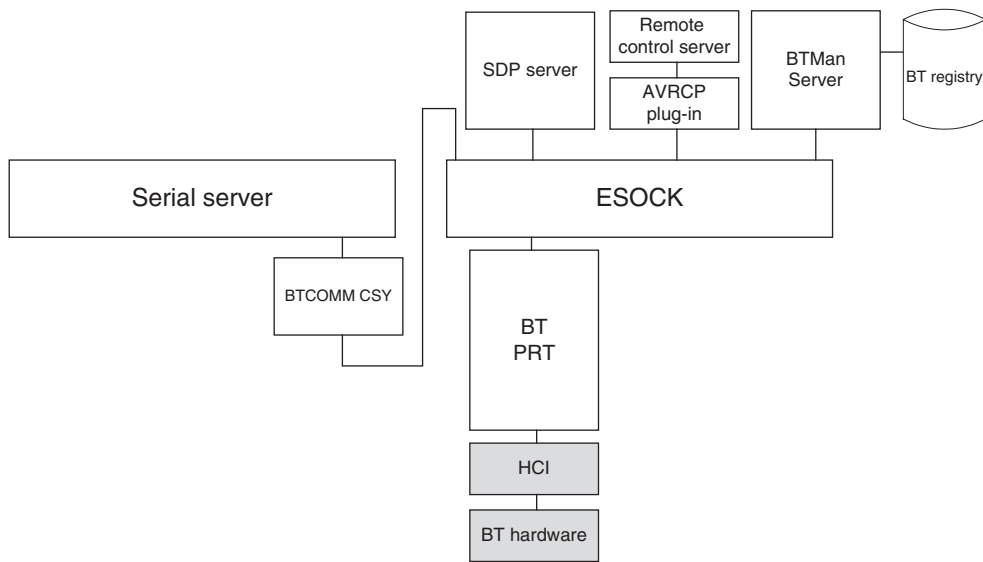 Remote
control server
SDP server
BTMan
Server
BT registry
AVRCP
plug-in
Serial server
ESOCK
BTCOMM CSY
BT
PRT
HCI
BT hardware